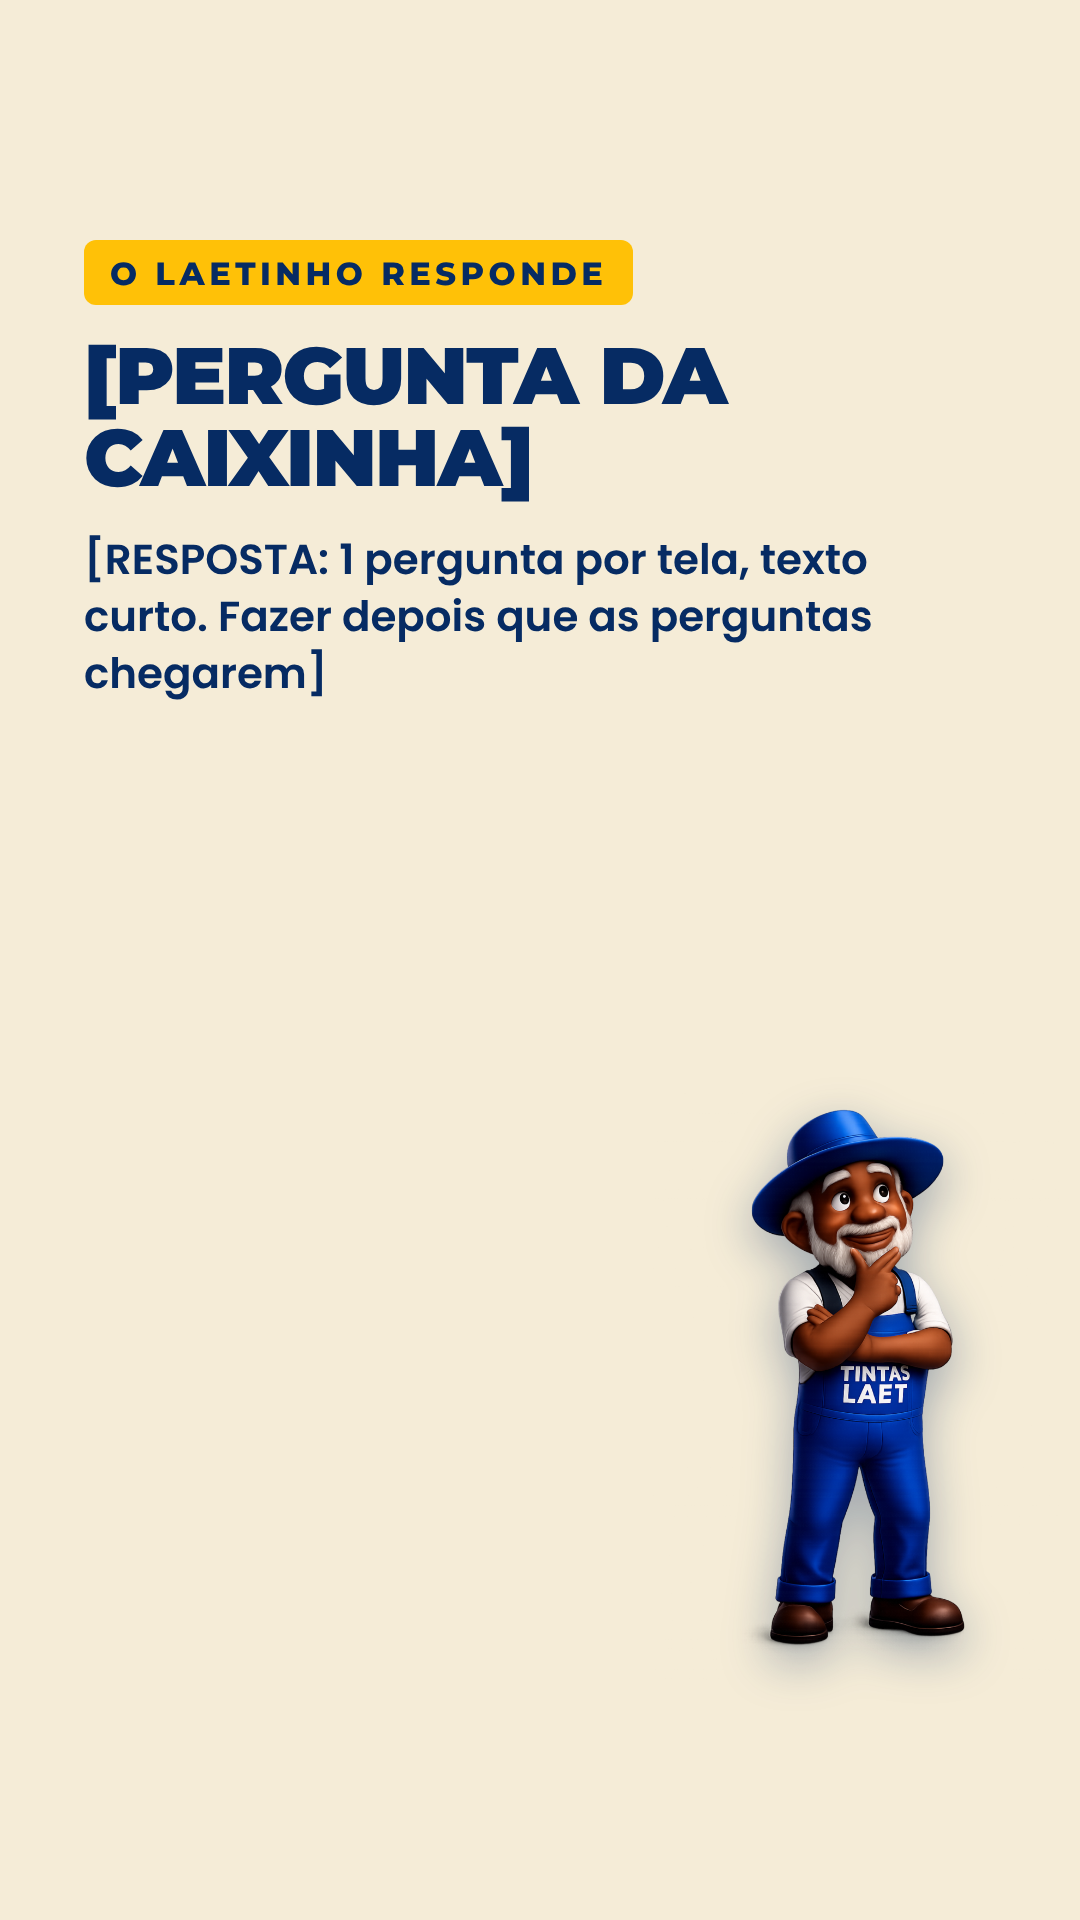 O LAETINHO RESPONDE
[PERGUNTA DA
CAIXINHA]
[RESPOSTA: 1 pergunta por tela, texto
curto. Fazer depois que as perguntas
chegarem]
TINTAS
LAET